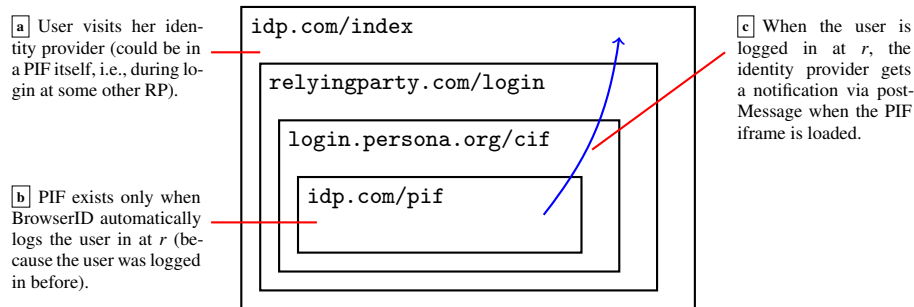 a User visits her iden-
tity provider (could be in
a PIF itself, i.e., during lo-
gin at some other RP).
b PIF exists only when
BrowserID automatically
logs the user in at r (be-
cause the user was logged
in before).
idp.com/index
relyingparty.com/login
login.persona.org/cif
idp.com/pif
c When the user is
logged in at r, the
identity provider gets
a notification via post-
Message when the PIF
iframe is loaded.